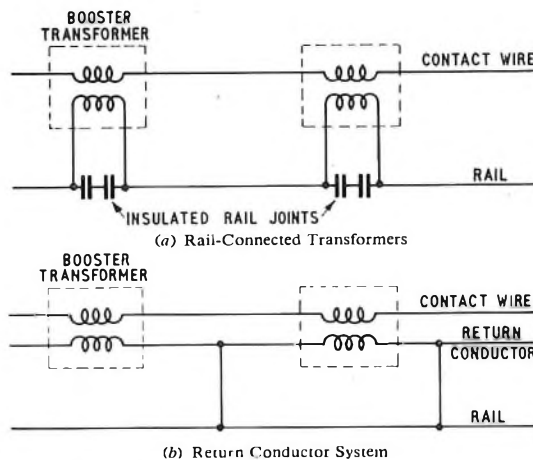 BOOSTER
TRANSFORMER
CONTACT WIRE
RAIL
INSULATED RAIL JOINTS
(a) Rail-Connected Transformers
BOOSTER
TRANSFORMER
CONTACT WIRE
RETURN
CONDUCTOR
RAIL
(b) Return Conductor System